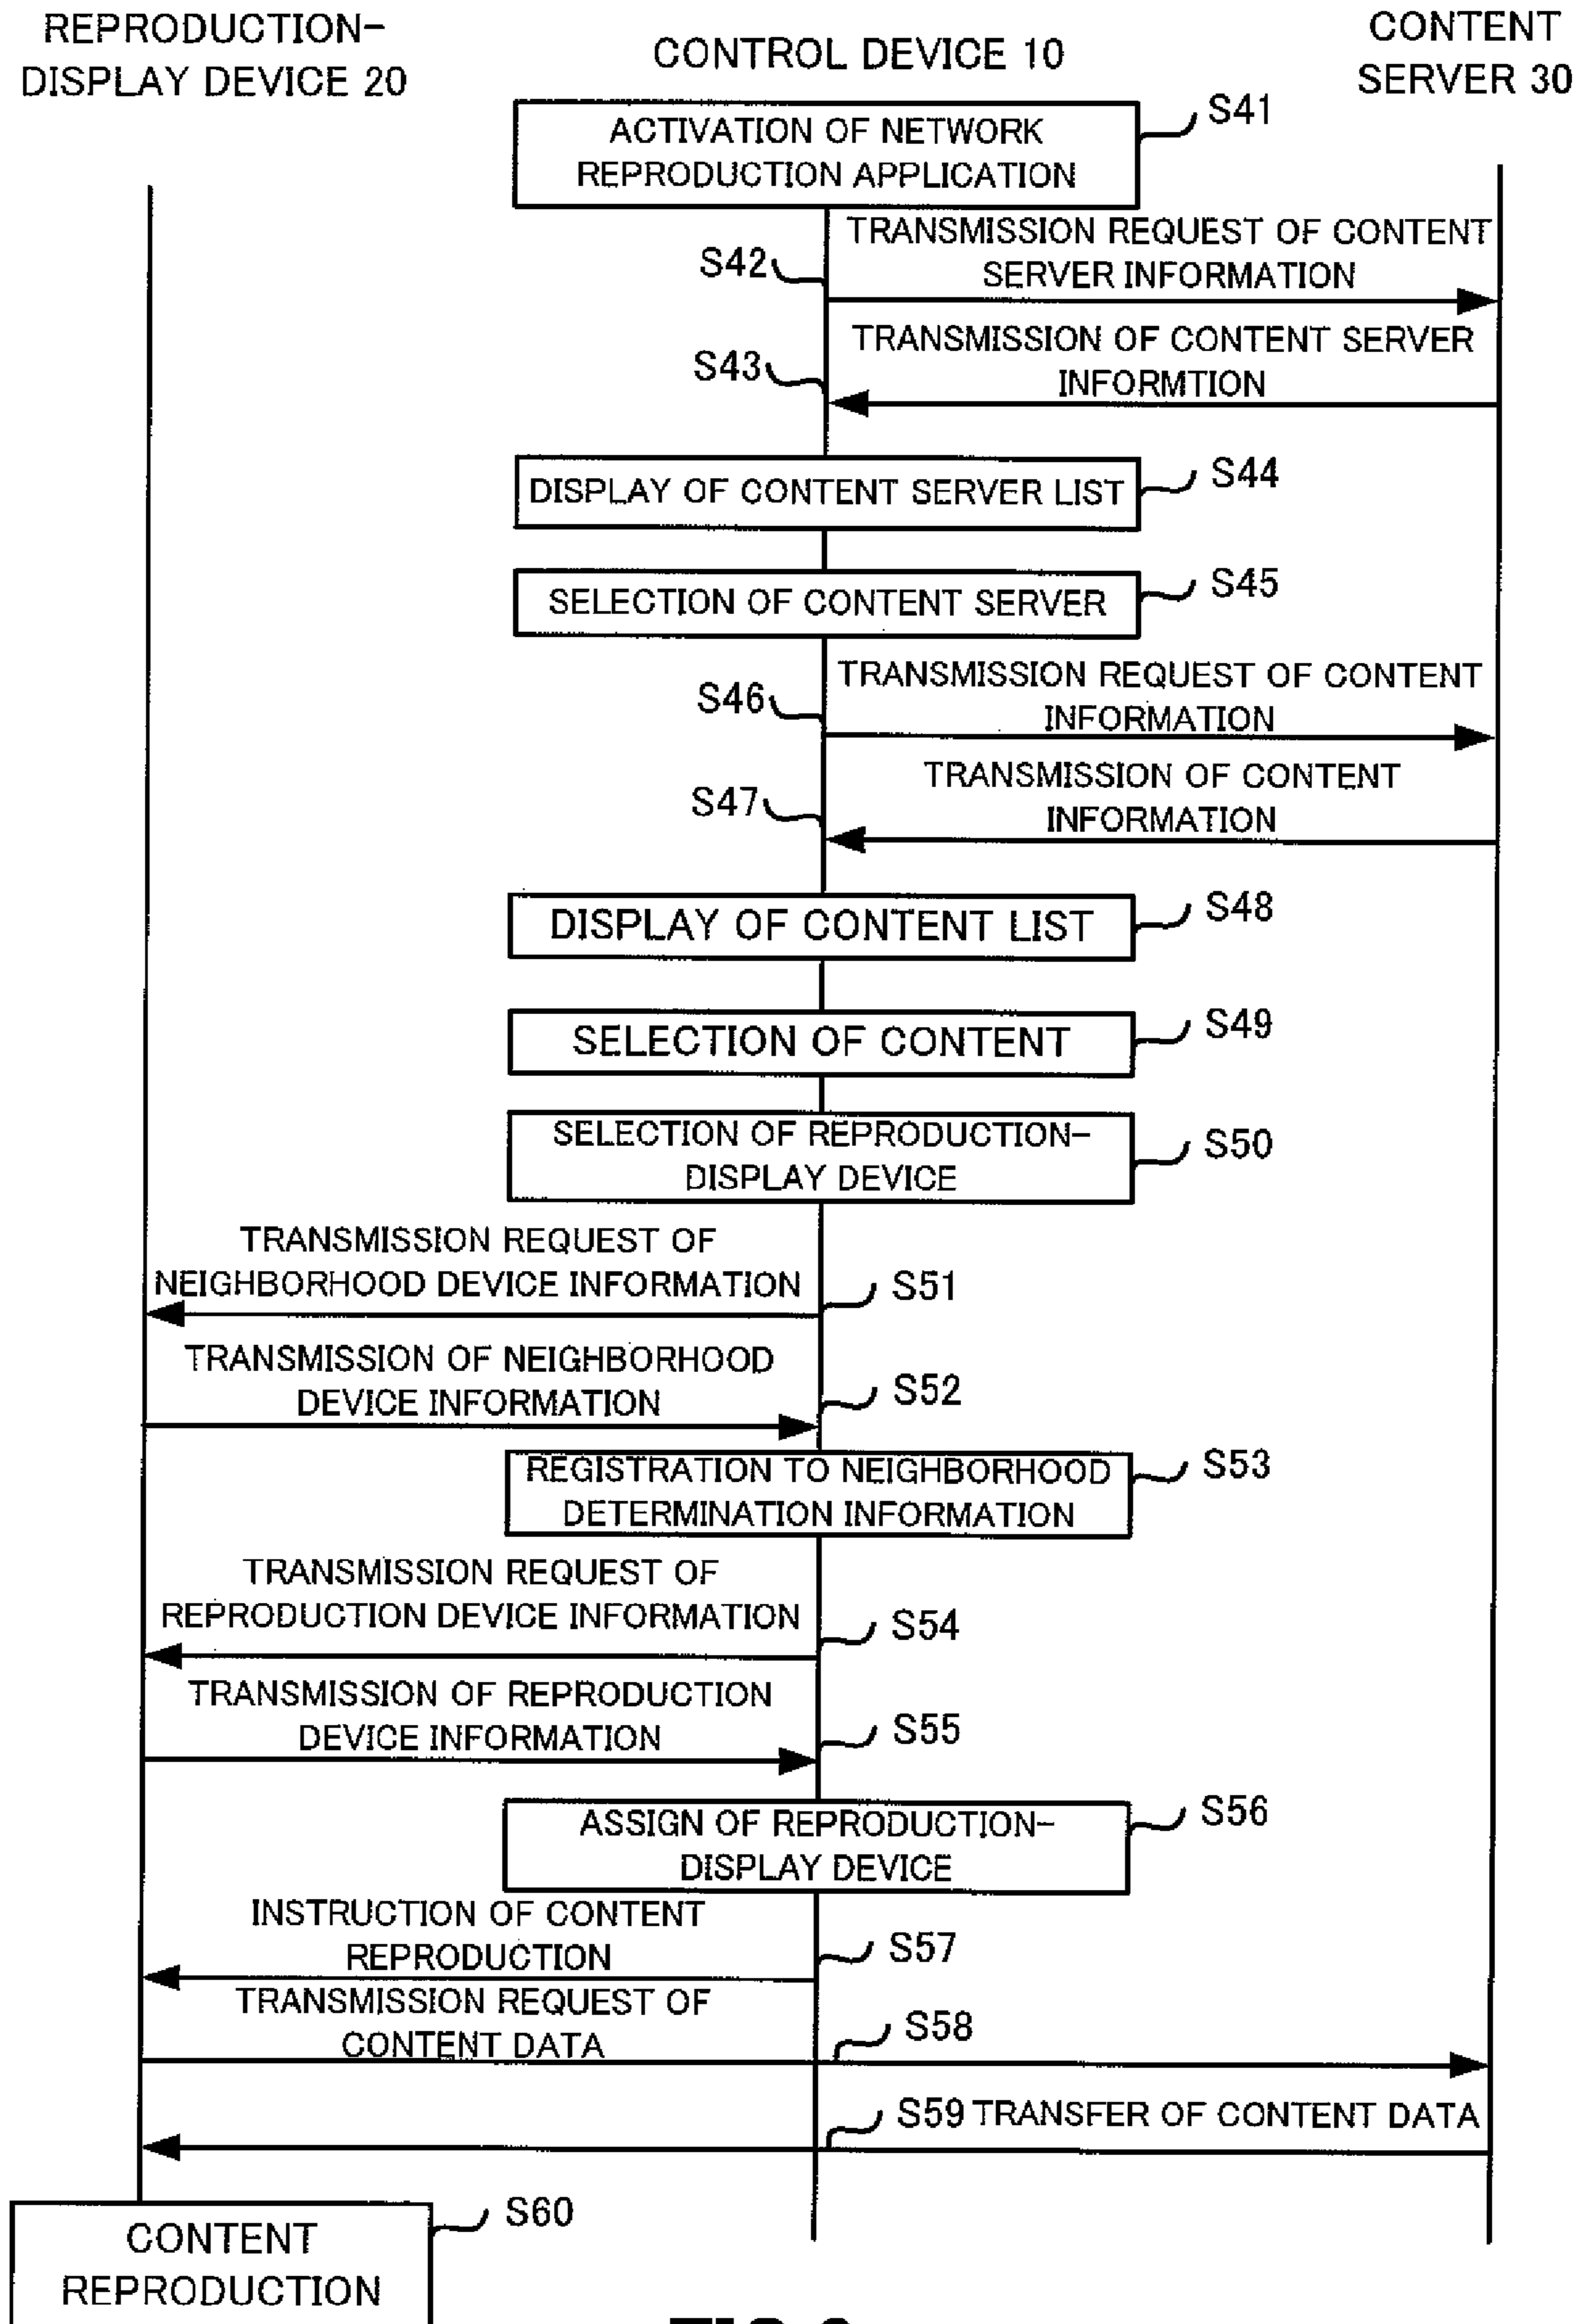 REPRODUCTION-
DISPLAY DEVICE 20
CONTROL DEVICE 10
CONTENT
SERVER 30
ACTIVATION OF NETWORK
REPRODUCTION APPLICATION
S41
TRANSMISSION REQUEST OF CONTENT
SERVER INFORMATION
S42
TRANSMISSION OF CONTENT SERVER
INFORMTION
S43
DISPLAY OF CONTENT SERVER LIST
S44
SELECTION OF CONTENT SERVER
S45
TRANSMISSION REQUEST OF CONTENT
INFORMATION
S46
TRANSMISSION OF CONTENT
INFORMATION
S47
DISPLAY OF CONTENT LIST
S48
SELECTION OF CONTENT
S49
SELECTION OF REPRODUCTION-
DISPLAY DEVICE
S50
TRANSMISSION REQUEST OF
NEIGHBORHOOD DEVICE INFORMATION
S51
TRANSMISSION OF NEIGHBORHOOD
DEVICE INFORMATION
S52
REGISTRATION TO NEIGHBORHOOD
DETERMINATION INFORMATION
S53
TRANSMISSION REQUEST OF
REPRODUCTION DEVICE INFORMATION
S54
TRANSMISSION OF REPRODUCTION
DEVICE INFORMATION
S55
ASSIGN OF REPRODUCTION-
DISPLAY DEVICE
S56
INSTRUCTION OF CONTENT
REPRODUCTION
S57
TRANSMISSION REQUEST OF
CONTENT DATA
S58
S59 TRANSFER OF CONTENT DATA
CONTENT
REPRODUCTION
S60